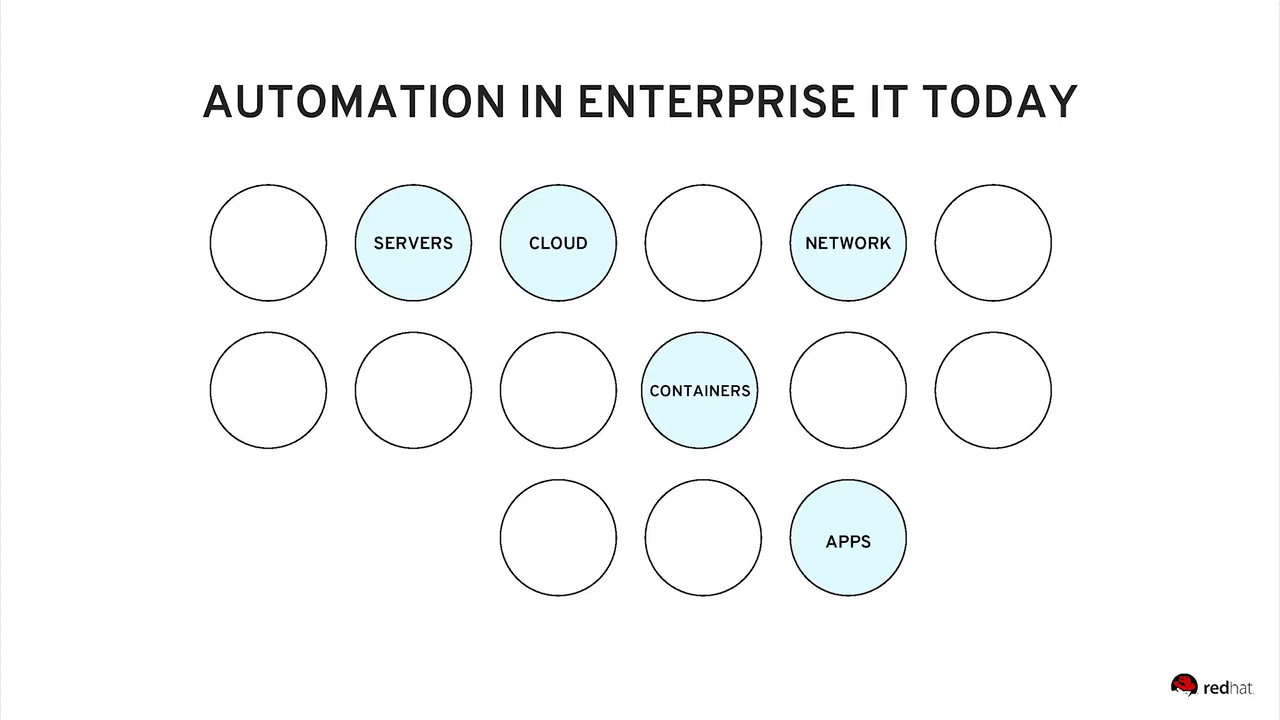 AUTOMATION IN ENTERPRISE IT TODAY
SERVERS
CLOUD
NETWORK
CONTAINERS
APPS
redhat